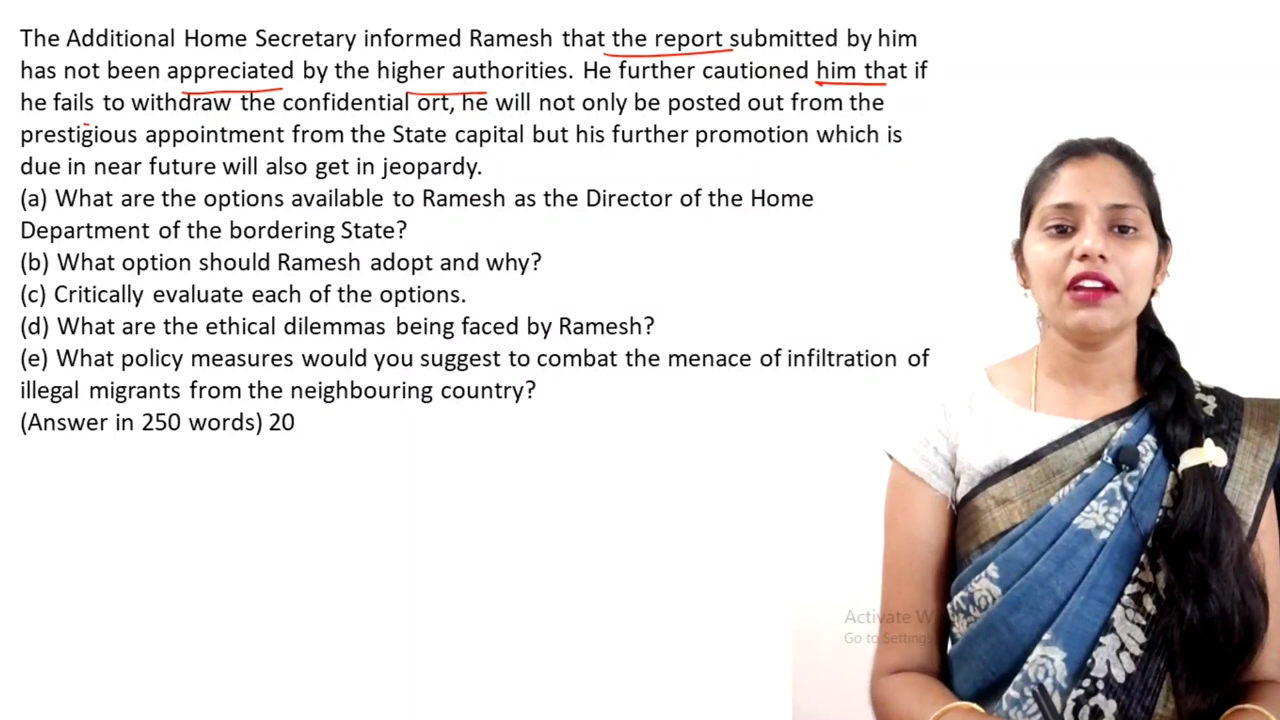 The Additional Home Secretary informed Ramesh that the report submitted by him
has not been appreciated by the higher authorities. He further cautioned him that if
he fails to withdraw the confidential ort, he will not only be posted out from the
prestigious appointment from the State capital but his further promotion which is
due in near future will also get in jeopardy.
(a) What are the options available to Ramesh as the Director of the Home
Department of the bordering State?
(b) What option should Ramesh adopt and why?
(c) Critically evaluate each of the options.
(d) What are the ethical dilemmas being faced by Ramesh?
(e) What policy measures would you suggest to combat the menace of infiltration of
illegal migrants from the neighbouring country?
(Answer in 250 words) 20
Activate W
Go to Settings